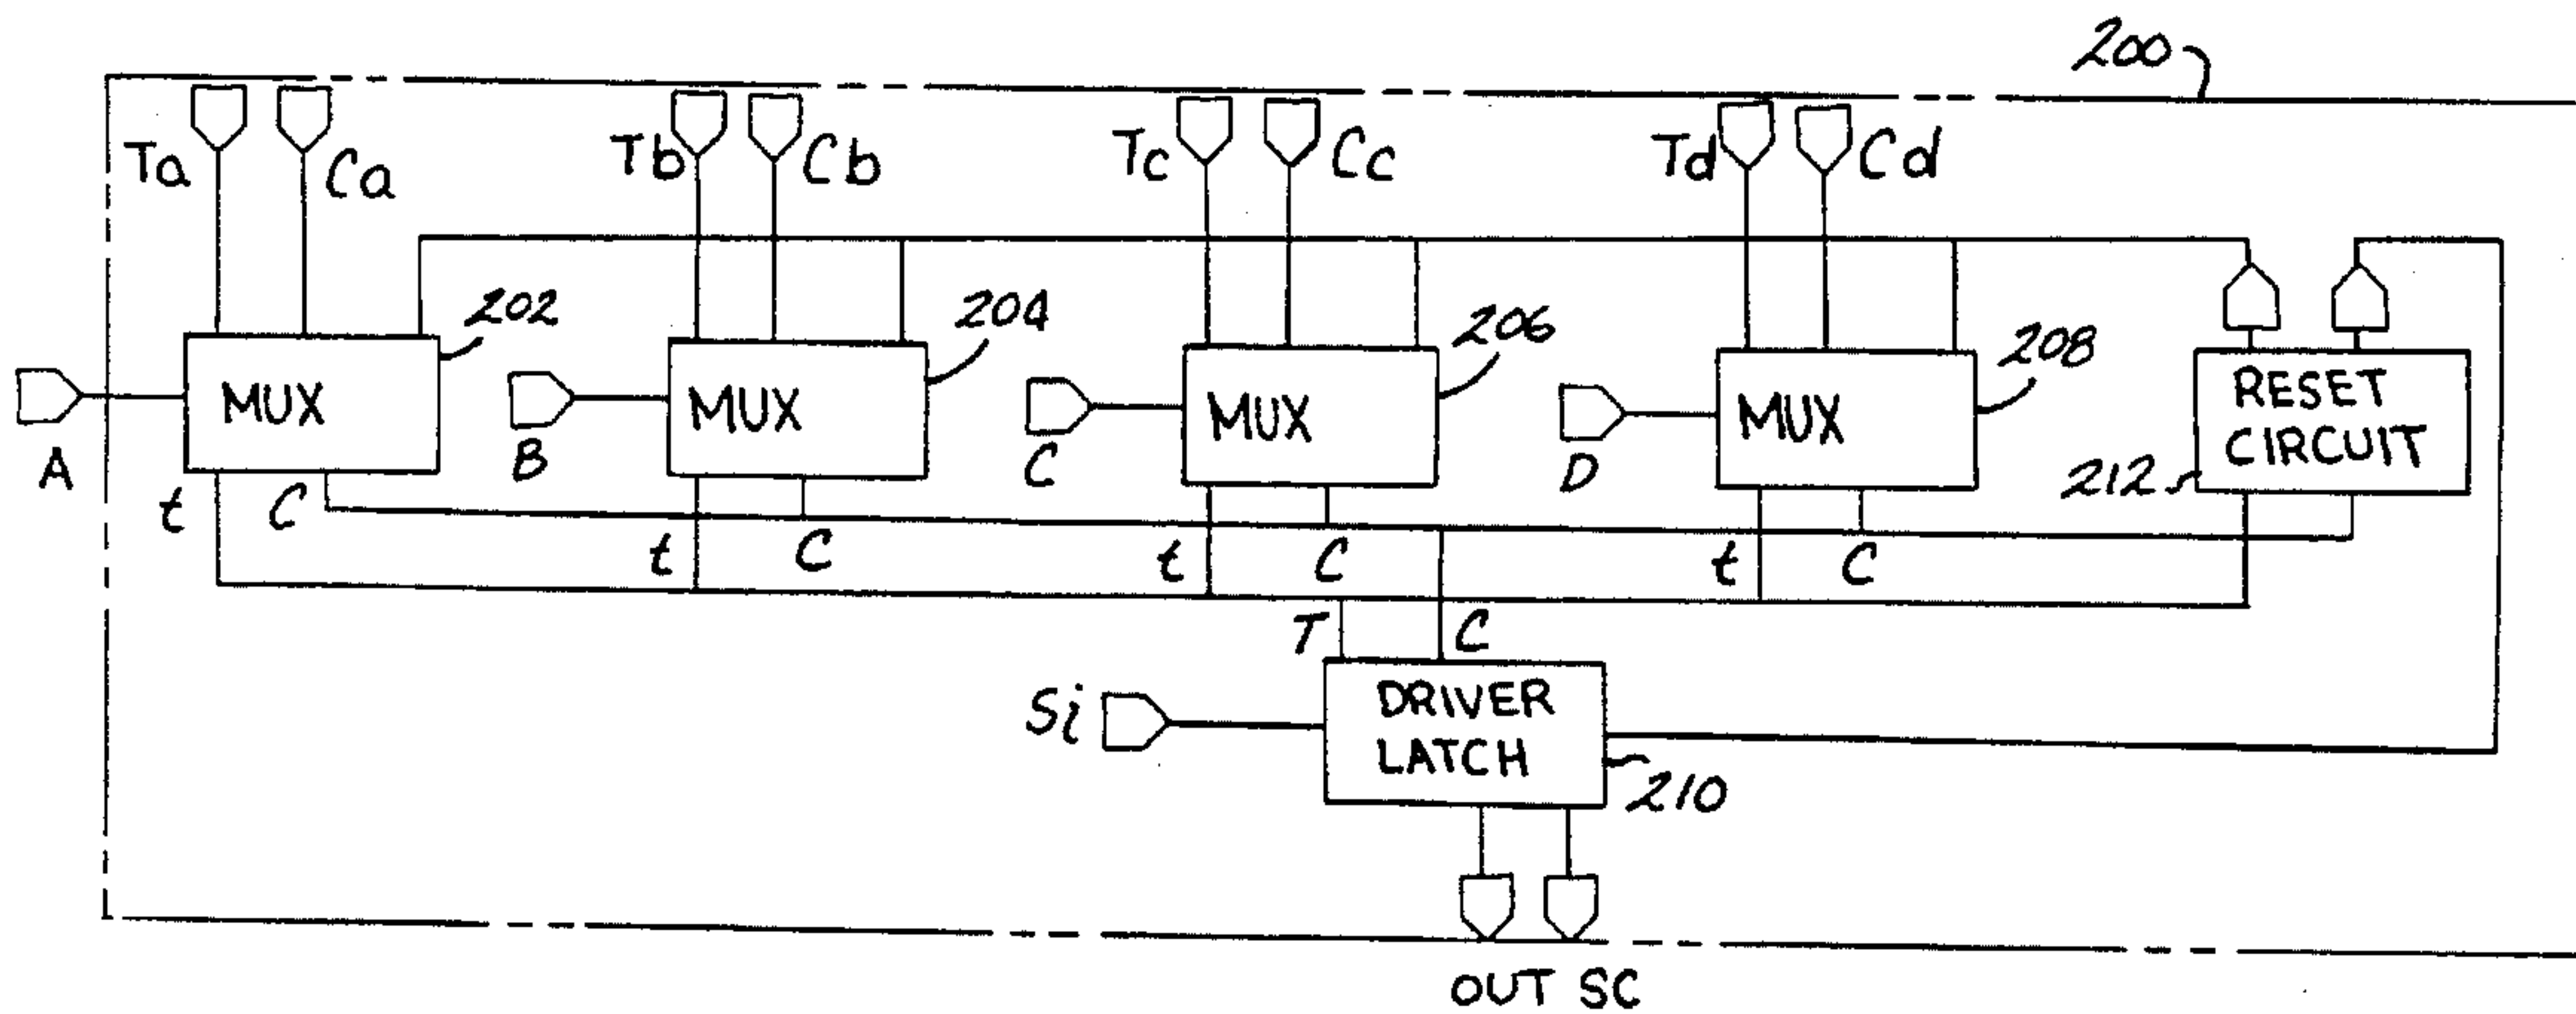 200
Ta
Ca
Tb
Cb
Tc
Cc
Td
Cd
202
204
206
208
A
MUX
B
MUX
C
MUX
D
MUX
RESET
CIRCUIT
212
t
C
t
C
t
C
t
C
T
C
Si
DRIVER
LATCH
210
OUT SC